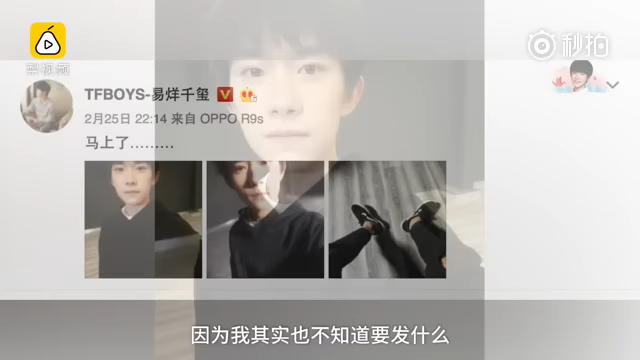 梨视频
秒拍
TFBOYS-易烊千玺 V
2月25日 22:14 来自 OPPO R9s
马上了………
因为我其实也不知道要发什么